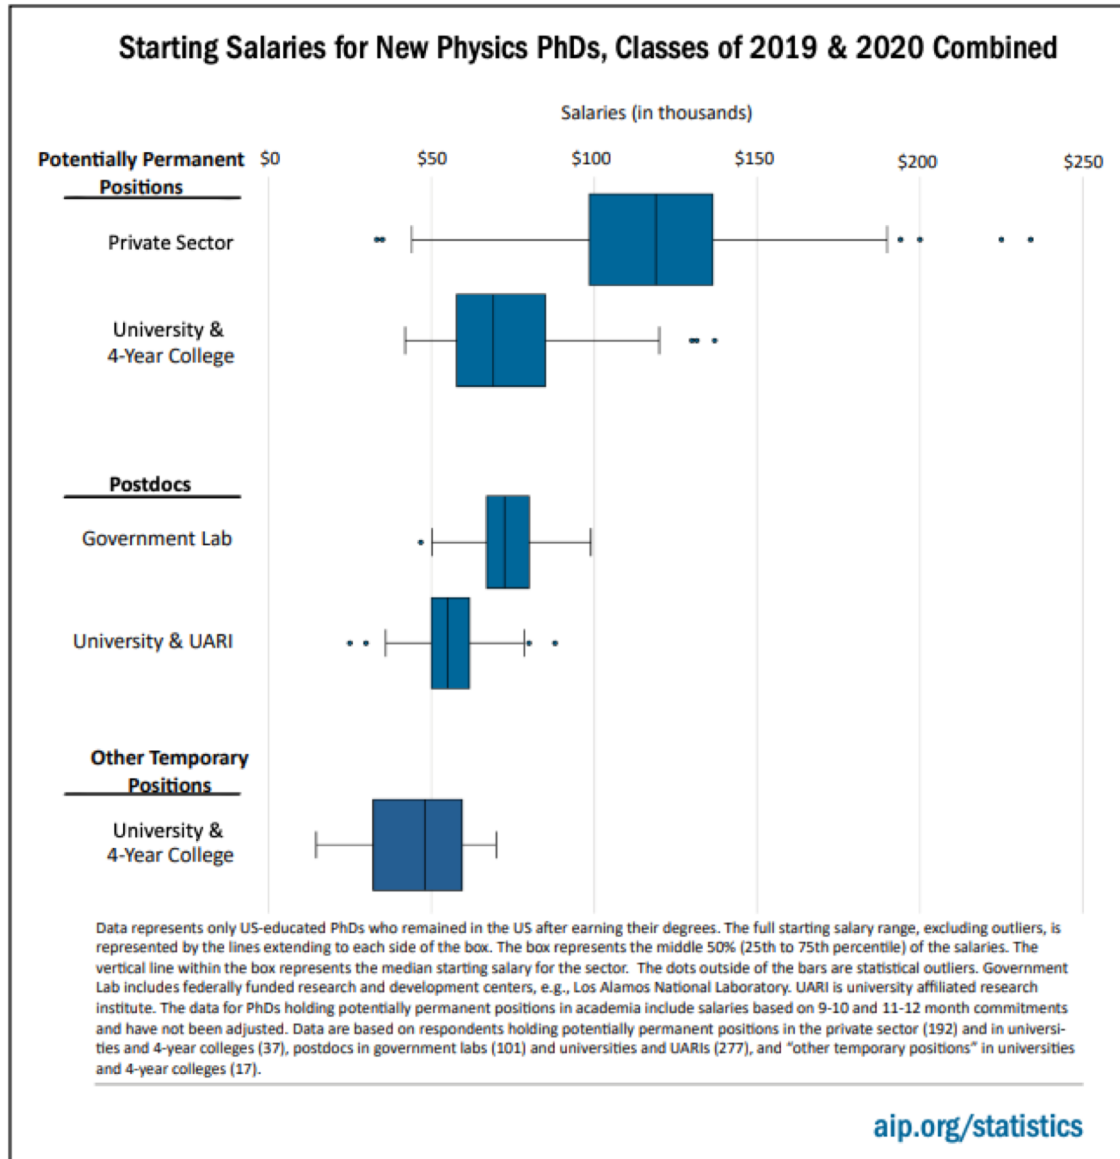 Starting Salaries for New Physics PhDs, Classes of 2019 & 2020 Combined
Salaries (in thousands)
$0 $50 $100 $150 $200 $250
Potentially Permanent
Positions
Private Sector
University &
4-Year College
Postdocs
Government Lab
University & UARI
Other Temporary
Positions
University &
4-Year College
Data represents only US-educated PhDs who remained in the US after earning their degrees. The full starting salary range, excluding outliers, is
represented by the lines extending to each side of the box. The box represents the middle 50% (25th to 75th percentile) of the salaries. The
vertical line within the box represents the median starting salary for the sector. The dots outside of the bars are statistical outliers. Government
Lab includes federally funded research and development centers, e.g., Los Alamos National Laboratory. UARI is university affiliated research
institute. The data for PhDs holding potentially permanent positions in academia include salaries based on 9-10 and 11-12 month commitments
and have not been adjusted. Data are based on respondents holding potentially permanent positions in the private sector (192) and in universi-
ties and 4-year colleges (37), postdocs in government labs (101) and universities and UARIs (277), and “other temporary positions” in universities
and 4-year colleges (17).
aip.org/statistics